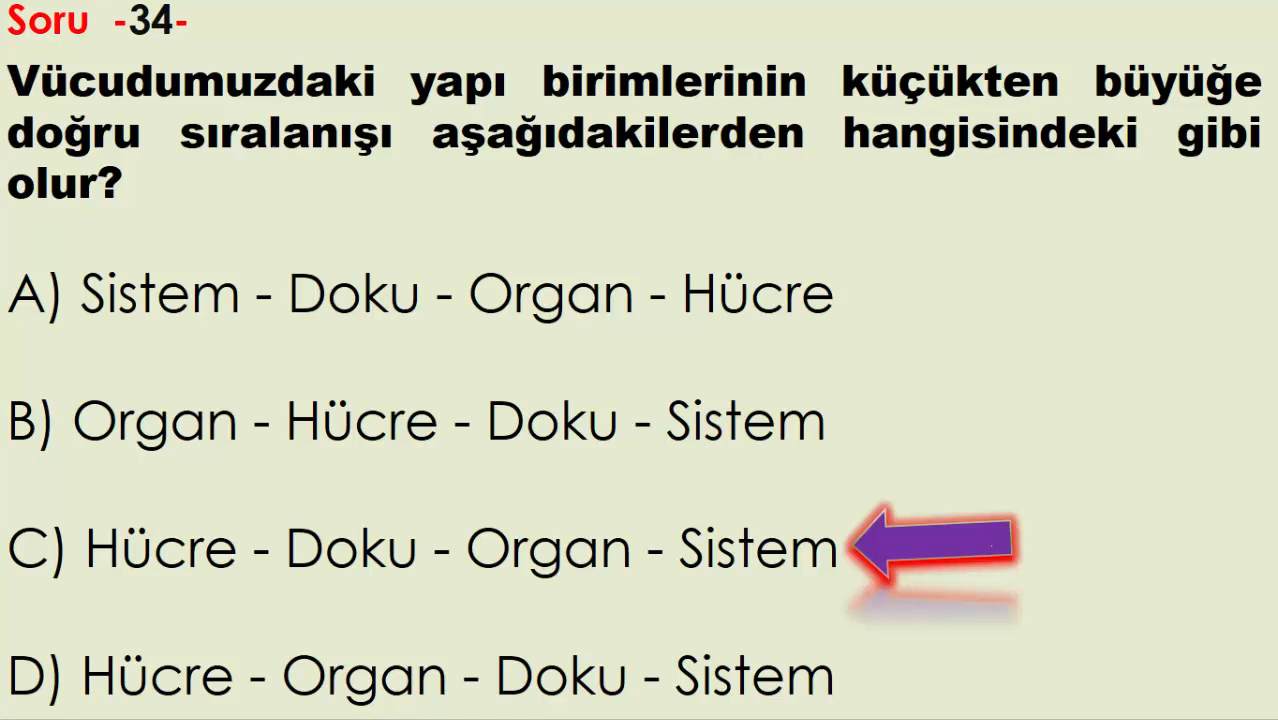 Soru -34-
Vücudumuzdaki yapı birimlerinin küçükten büyüğe
doğru sıralanışı aşağıdakilerden hangisindeki gibi
olur?
A) Sistem - Doku - Organ - Hücre
B) Organ - Hücre - Doku - Sistem
C) Hücre - Doku - Organ - Sistem
D) Hücre - Organ - Doku - Sistem